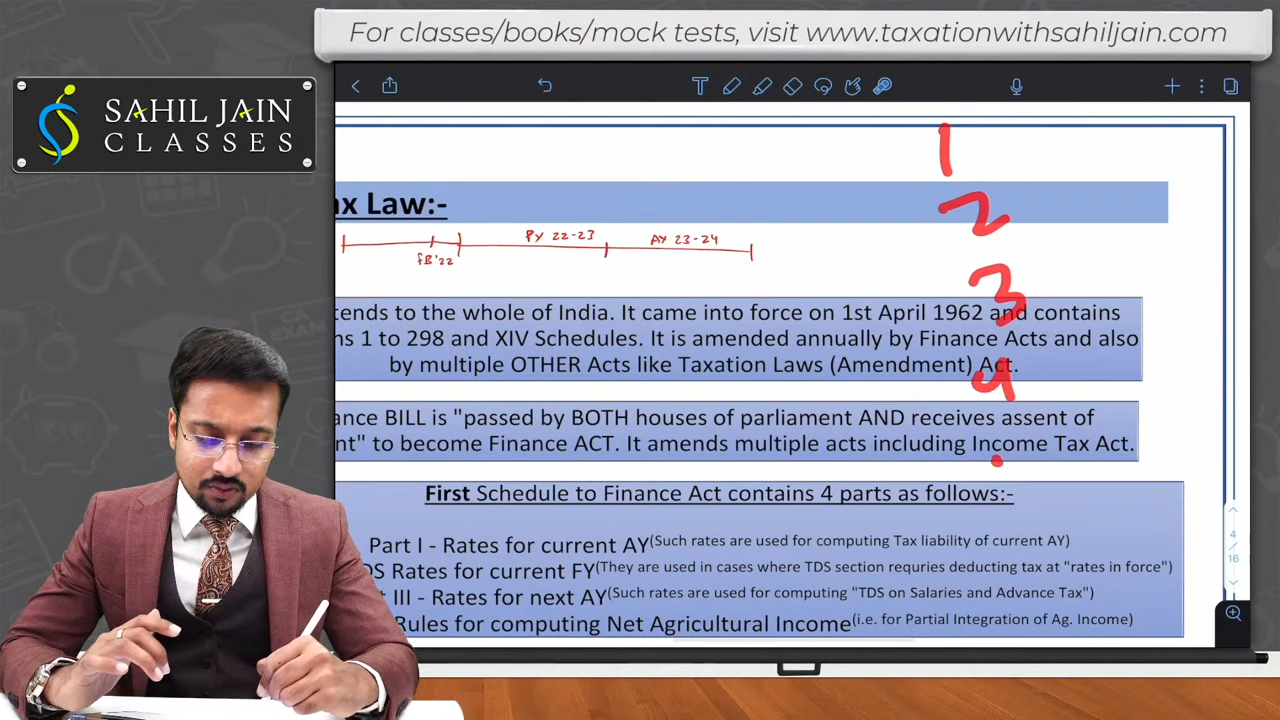 For classes/books/mock tests, visit www.taxationwithsahiljain.com
SAHIL JAIN
CLASSES
1
ax Law:-
2
PY 22-23
AY 23-24
fB'22
3
tends to the whole of India. It came into force on 1st April 1962 and contains
ns 1 to 298 and XIV Schedules. It is amended annually by Finance Acts and also
by multiple OTHER Acts like Taxation Laws (Amendment) Act.
4
ance BILL is "passed by BOTH houses of parliament AND receives assent of
nt" to become Finance ACT. It amends multiple acts including Income Tax Act.
First Schedule to Finance Act contains 4 parts as follows:-
Part I - Rates for current AY(Such rates are used for computing Tax liability of current AY)
DS Rates for current FY(They are used in cases where TDS section requries deducting tax at "rates in force")
t III - Rates for next AY(Such rates are used for computing "TDS on Salaries and Advance Tax")
Rules for computing Net Agricultural Income(i.e. for Partial Integration of Ag. Income)
4
/
16